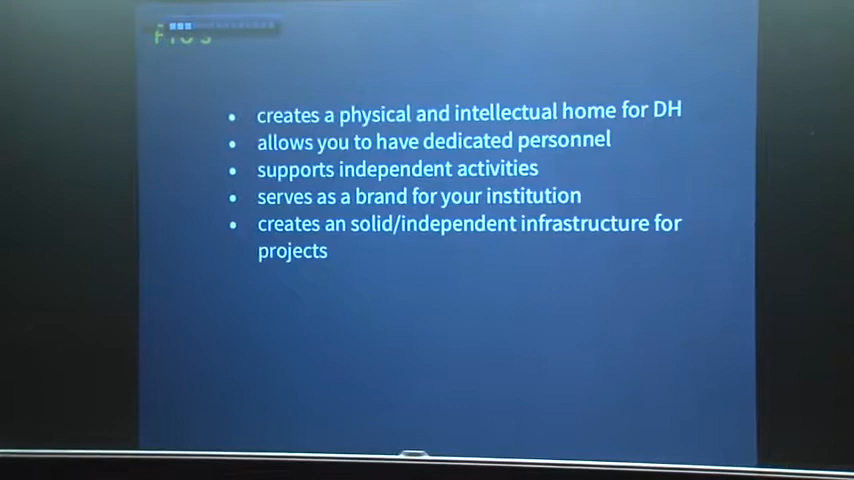 Pro's
creates a physical and intellectual home for DH
allows you to have dedicated personnel
supports independent activities
serves as a brand for your institution
creates an solid/independent infrastructure for
projects